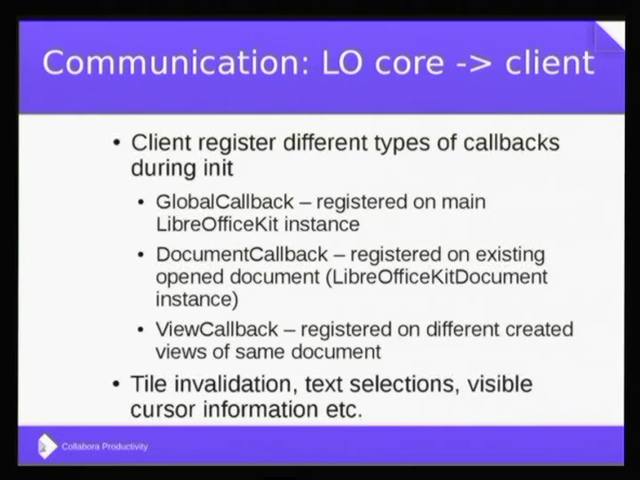 Communication: LO core -> client
• Client register different types of callbacks
during init
• GlobalCallback – registered on main
LibreOfficeKit instance
• DocumentCallback – registered on existing
opened document (LibreOfficeKitDocument
instance)
• ViewCallback – registered on different created
views of same document
• Tile invalidation, text selections, visible
cursor information etc.
Collabora Productivity